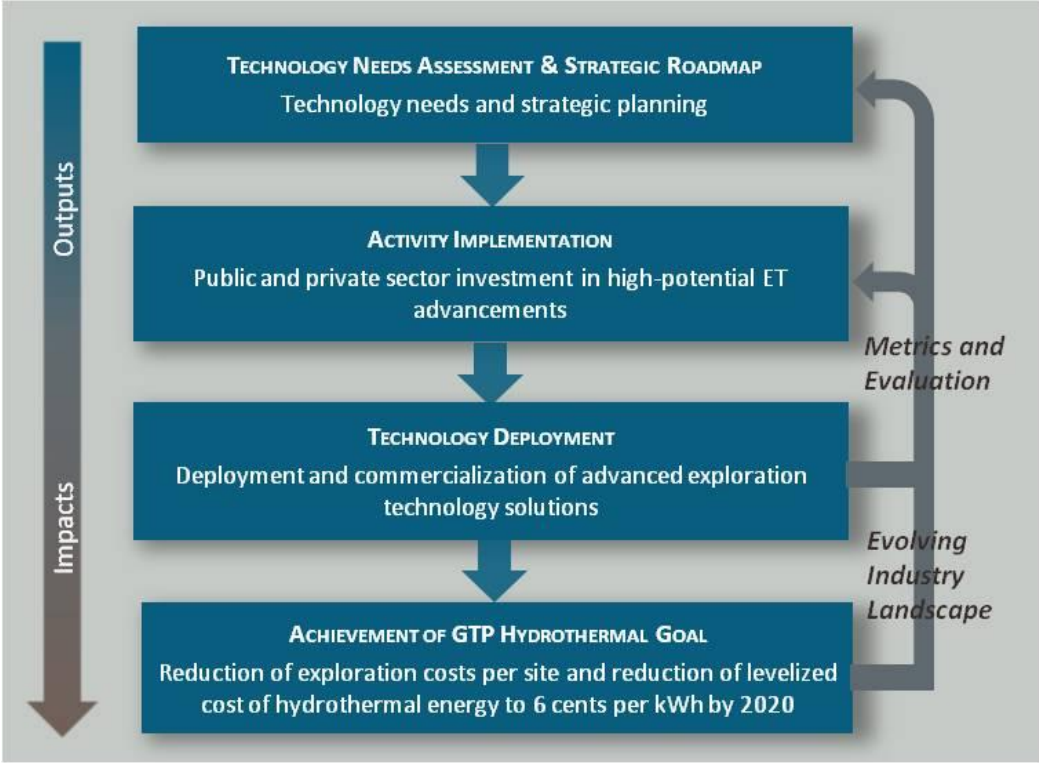 TECHNOLOGY NEEDS ASSESSMENT & STRATEGIC ROADMAP
Technology needs and strategic planning
Outputs
ACTIVITY IMPLEMENTATION
Public and private sector investment in high-potential ET
advancements
Metrics and
Evaluation
TECHNOLOGY DEPLOYMENT
Deployment and commercialization of advanced exploration
technology solutions
Impacts
Evolving
Industry
Landscape
ACHIEVEMENT OF GTP HYDROTHERMAL GOAL
Reduction of exploration costs per site and reduction of levelized
cost of hydrothermal energy to 6 cents per kWh by 2020